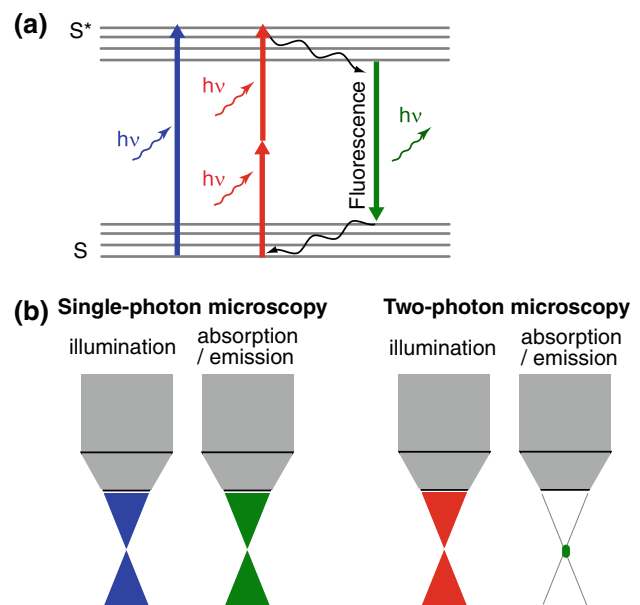 (a)
S*
hν
hν
hν
hν
Fluorescence
S
(b) Single-photon microscopy
illumination
absorption
/ emission
Two-photon microscopy
illumination
absorption
/ emission